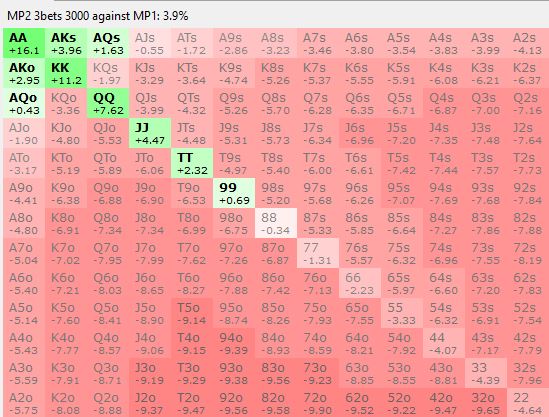 MP2 3bets 3000 against MP1: 3.9%
AA AKs AQs AJs ATs A9s A8s A7s A6s A5s A4s A3s A2s
+16.1 +3.96 +1.63 -0.55 -1.72 -2.86 -3.23 -3.46 -3.80 -3.54 -3.83 -3.99 -4.13
AKo KK KQs KJs KTs K9s K8s K7s K6s K5s K4s K3s K2s
+2.95 +11.2 -1.97 -3.29 -3.64 -4.74 -5.26 -5.37 -5.55 -5.91 -6.08 -6.21 -6.37
AQo KQo QQ QJs QTs Q9s Q8s Q7s Q6s Q5s Q4s Q3s Q2s
+0.43 -3.36 +7.62 -3.99 -4.32 -5.26 -5.70 -6.28 -6.35 -6.71 -6.87 -7.00 -7.16
AJo KJo QJo JJ JTs J9s J8s J7s J6s J5s J4s J3s J2s
-1.90 -4.80 -5.53 +4.47 -4.48 -5.31 -5.73 -6.34 -6.96 -7.20 -7.35 -7.48 -7.64
ATo KTo QTo JTo TT T9s T8s T7s T6s T5s T4s T3s T2s
-3.17 -5.19 -5.89 -6.06 +2.32 -4.97 -5.40 -6.00 -6.61 -7.42 -7.44 -7.57 -7.73
A9o K9o Q9o J9o T9o 99 98s 97s 96s 95s 94s 93s 92s
-4.41 -6.38 -6.88 -6.90 -6.53 +0.69 -5.20 -5.68 -6.26 -7.07 -7.69 -7.68 -7.84
A8o K8o Q8o J8o T8o 98o 88 87s 86s 85s 84s 83s 82s
-4.80 -6.91 -7.34 -7.34 -6.99 -6.75 -0.34 -5.33 -5.85 -6.64 -7.27 -7.86 -7.88
A7o K7o Q7o J7o T7o 97o 87o 77 76s 75s 74s 73s 72s
-5.04 -7.02 -7.95 -7.99 -7.62 -7.26 -6.87 -1.31 -5.57 -6.32 -6.96 -7.55 -8.19
A6o K6o Q6o J6o T6o 96o 86o 76o 66 65s 64s 63s 62s
-5.40 -7.21 -8.03 -8.65 -8.27 -7.88 -7.42 -7.13 -2.23 -5.97 -6.60 -7.20 -7.83
A5o K5o Q5o J5o T5o 95o 85o 75o 65o 55 54s 53s 52s
-5.14 -7.60 -8.41 -8.90 -9.14 -8.74 -8.26 -7.93 -7.55 -3.33 -6.32 -6.91 -7.54
A4o K4o Q4o J4o T4o 94o 84o 74o 64o 54o 44 43s 42s
-5.43 -7.77 -8.57 -9.06 -9.15 -9.39 -8.93 -8.59 -8.21 -7.92 -4.07 -7.17 -7.79
A3o K3o Q3o J3o T3o 93o 83o 73o 63o 53o 43o 33 32s
-5.59 -7.91 -8.71 -9.19 -9.29 -9.38 -9.56 -9.23 -8.85 -8.55 -8.81 -4.39 -7.96
A2o K2o Q2o J2o T2o 92o 82o 72o 62o 52o 42o 32o 22
-5.75 -8.08 -8.88 -9.37 -9.47 -9.56 -9.58 -9.90 -9.52 -9.22 -9.47 -9.65 -4.64